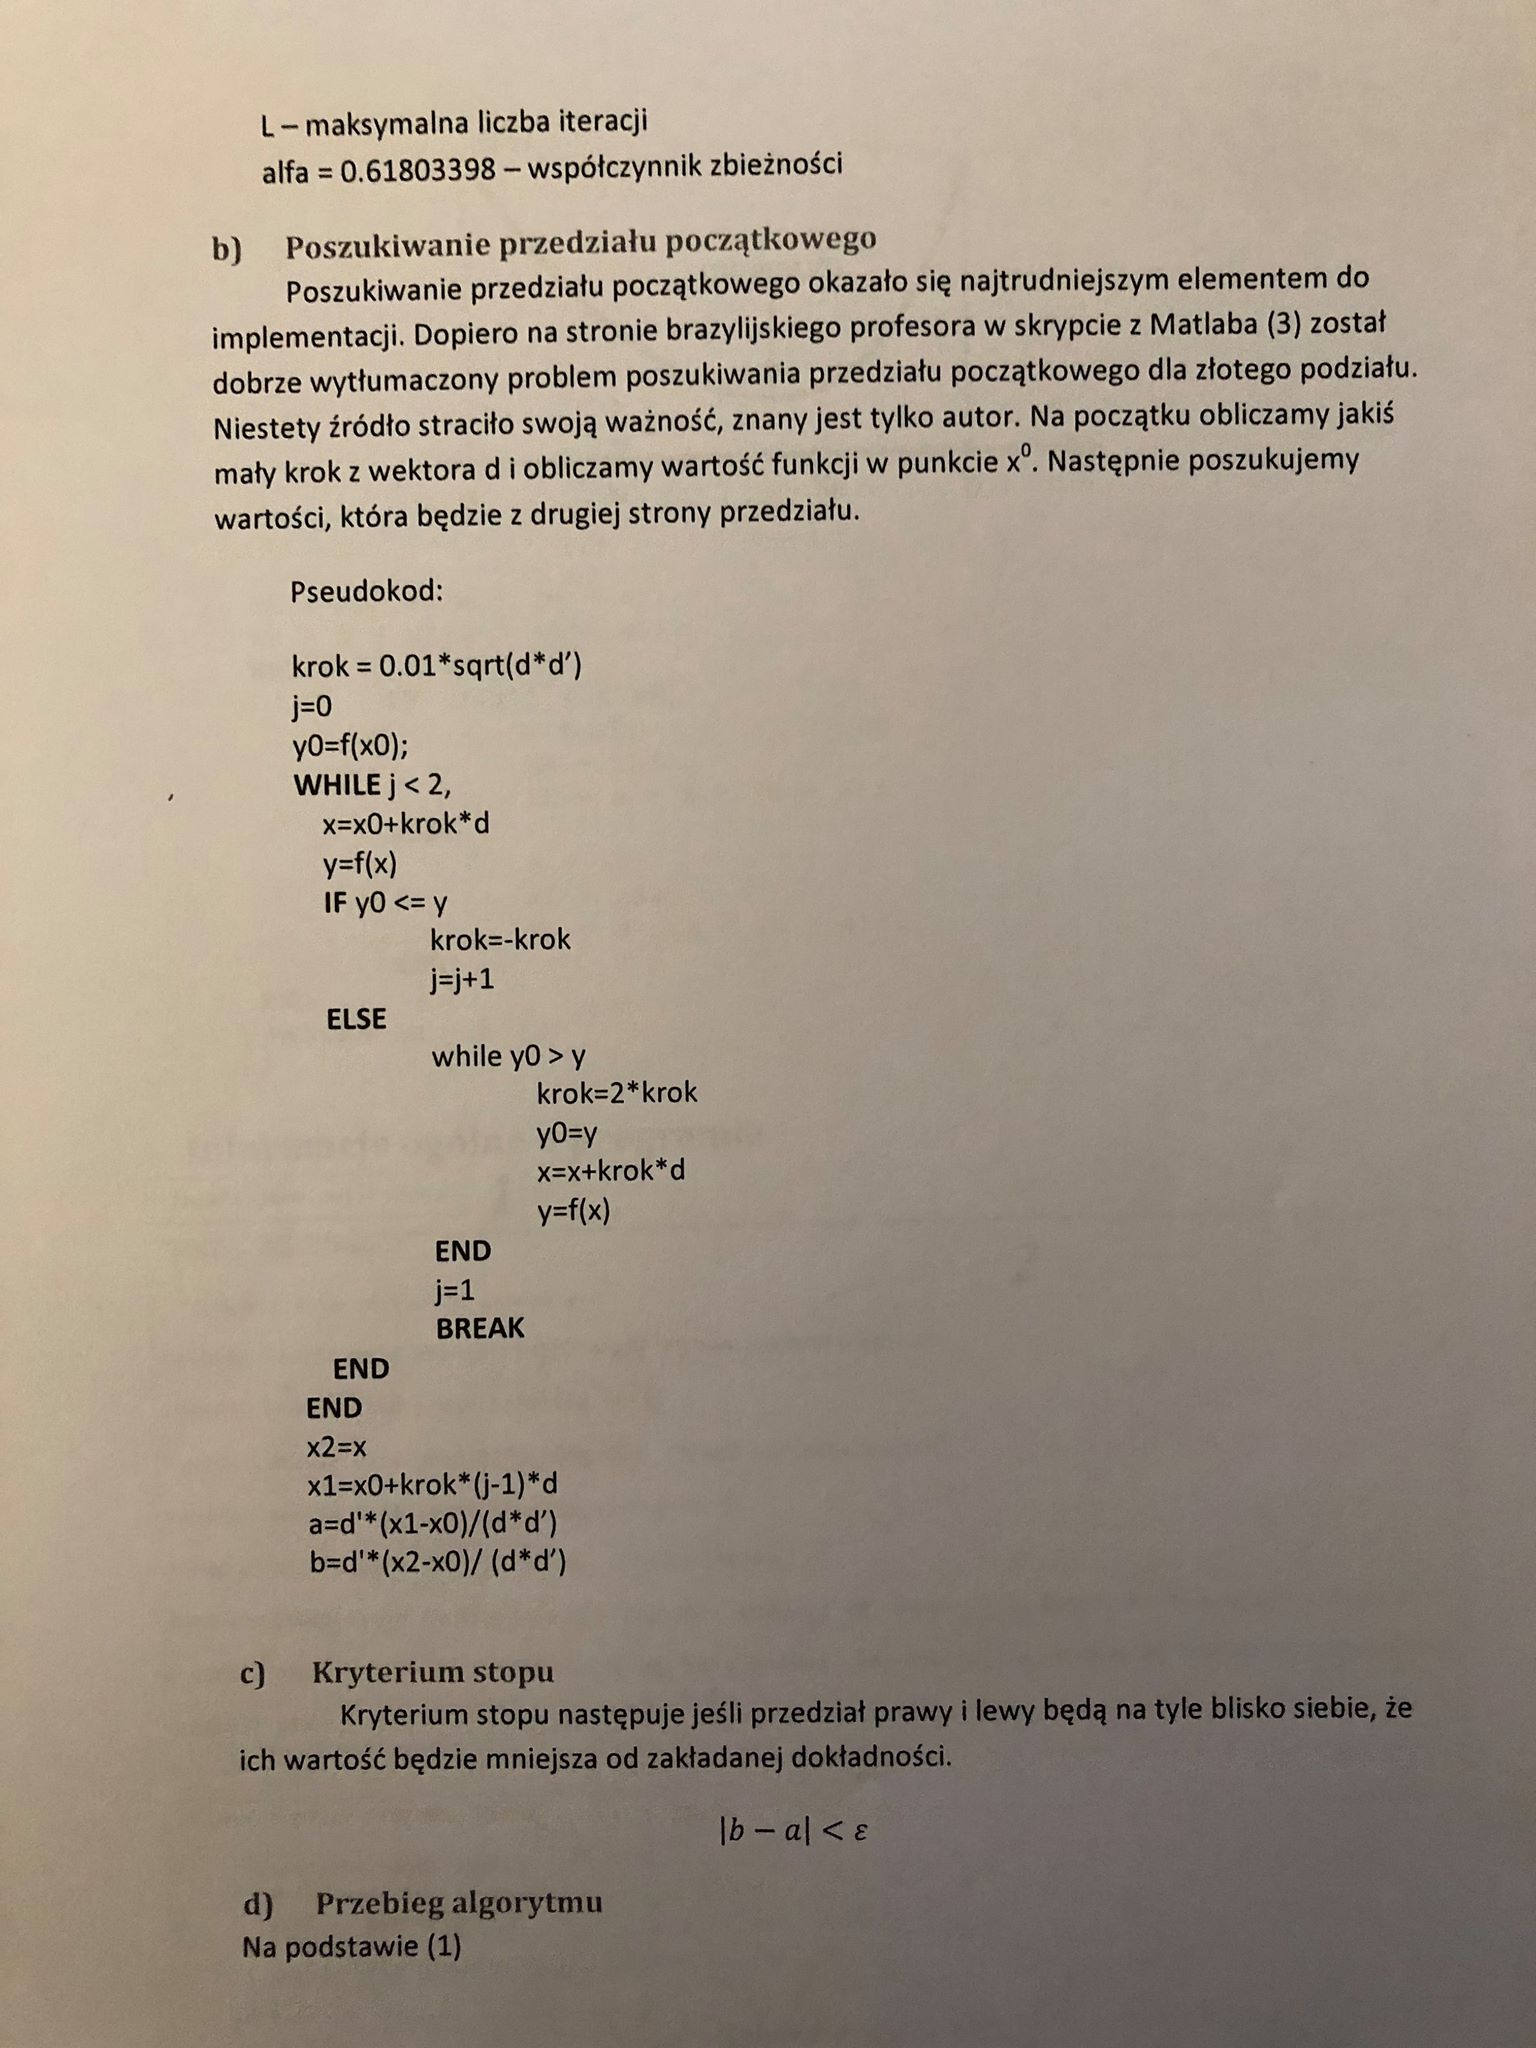 L – maksymalna liczba iteracji
alfa = 0.61803398 – współczynnik zbieżności
b) Poszukiwanie przedziału początkowego
Poszukiwanie przedziału początkowego okazało się najtrudniejszym elementem do
implementacji. Dopiero na stronie brazylijskiego profesora w skrypcie z Matlaba (3) został
dobrze wytłumaczony problem poszukiwania przedziału początkowego dla złotego podziału.
Niestety źródło straciło swoją ważność, znany jest tylko autor. Na początku obliczamy jakiś
mały krok z wektora d i obliczamy wartość funkcji w punkcie x⁰. Następnie poszukujemy
wartości, która będzie z drugiej strony przedziału.
Pseudokod:
krok = 0.01*sqrt(d*d’)
j=0
y0=f(x0);
WHILE j < 2,
x=x0+krok*d
y=f(x)
IF y0 <= y
krok=-krok
j=j+1
ELSE
while y0 > y
krok=2*krok
y0=y
x=x+krok*d
y=f(x)
END
j=1
BREAK
END
END
x2=x
x1=x0+krok*(j-1)*d
a=d'*(x1-x0)/(d*d’)
b=d'*(x2-x0)/ (d*d’)
c) Kryterium stopu
Kryterium stopu następuje jeśli przedział prawy i lewy będą na tyle blisko siebie, że
ich wartość będzie mniejsza od zakładanej dokładności.
|b − a| < ε
d) Przebieg algorytmu
Na podstawie (1)